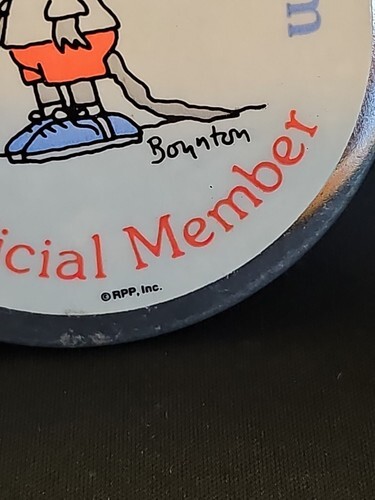 n
Boynton
icial Member
© RPP, Inc.